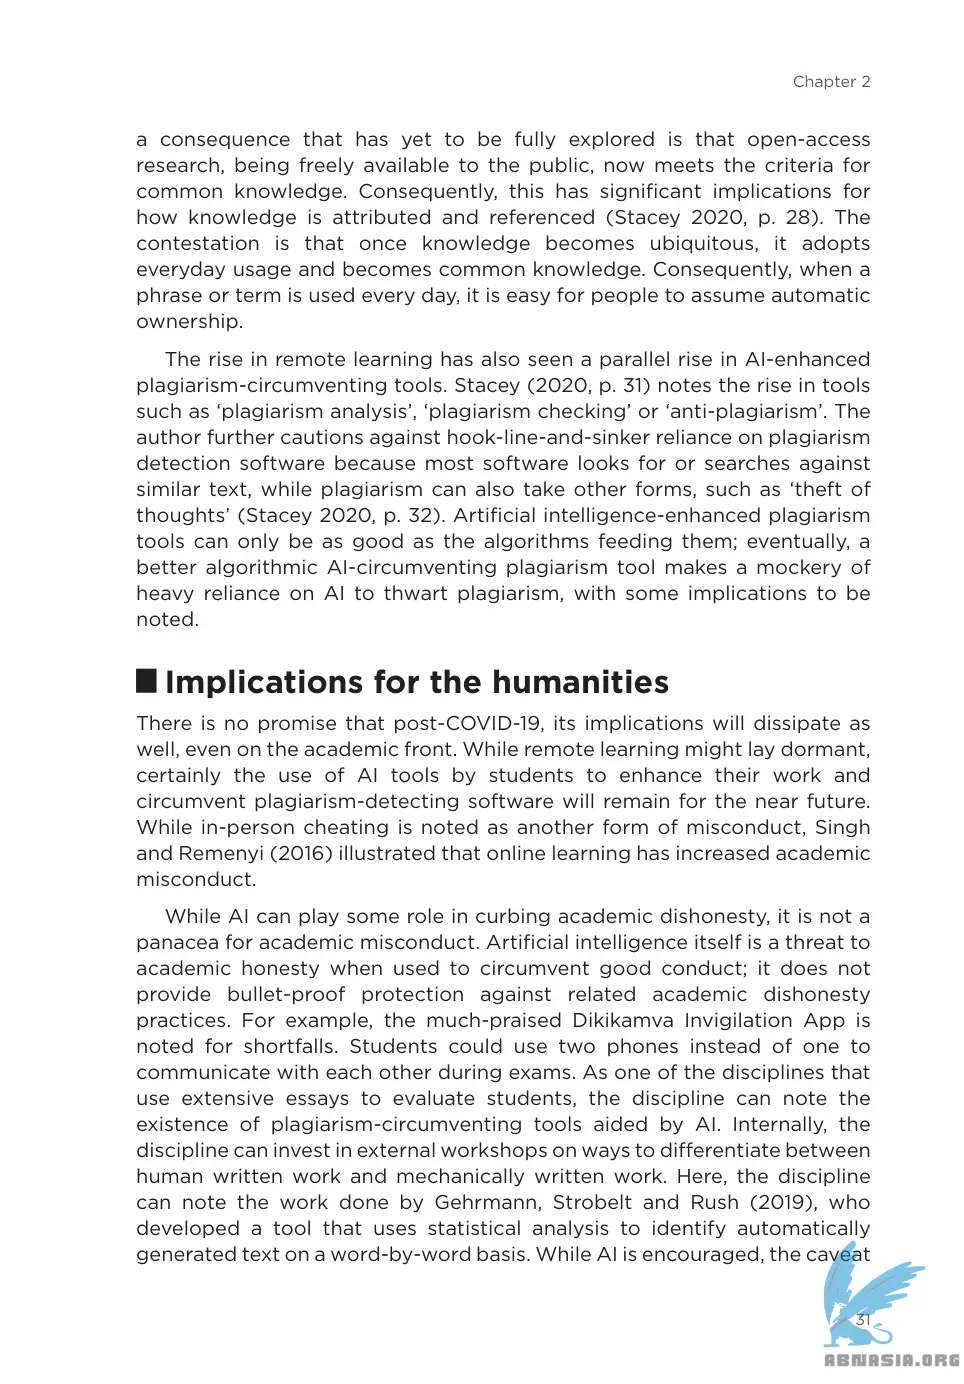 Chapter 2
a consequence that has yet to be fully explored is that open-access
research, being freely available to the public, now meets the criteria for
common knowledge. Consequently, this has significant implications for
how knowledge is attributed and referenced (Stacey 2020, p. 28). The
contestation is that once knowledge becomes ubiquitous, it adopts
everyday usage and becomes common knowledge. Consequently, when a
phrase or term is used every day, it is easy for people to assume automatic
ownership.
The rise in remote learning has also seen a parallel rise in AI-enhanced
plagiarism-circumventing tools. Stacey (2020, p. 31) notes the rise in tools
such as ‘plagiarism analysis’, ‘plagiarism checking’ or ‘anti-plagiarism’. The
author further cautions against hook-line-and-sinker reliance on plagiarism
detection software because most software looks for or searches against
similar text, while plagiarism can also take other forms, such as ‘theft of
thoughts’ (Stacey 2020, p. 32). Artificial intelligence-enhanced plagiarism
tools can only be as good as the algorithms feeding them; eventually, a
better algorithmic AI-circumventing plagiarism tool makes a mockery of
heavy reliance on AI to thwart plagiarism, with some implications to be
noted.
Implications for the humanities
There is no promise that post-COVID-19, its implications will dissipate as
well, even on the academic front. While remote learning might lay dormant,
certainly the use of AI tools by students to enhance their work and
circumvent plagiarism-detecting software will remain for the near future.
While in-person cheating is noted as another form of misconduct, Singh
and Remenyi (2016) illustrated that online learning has increased academic
misconduct.
While AI can play some role in curbing academic dishonesty, it is not a
panacea for academic misconduct. Artificial intelligence itself is a threat to
academic honesty when used to circumvent good conduct; it does not
provide bullet-proof protection against related academic dishonesty
practices. For example, the much-praised Dikikamva Invigilation App is
noted for shortfalls. Students could use two phones instead of one to
communicate with each other during exams. As one of the disciplines that
use extensive essays to evaluate students, the discipline can note the
existence of plagiarism-circumventing tools aided by AI. Internally, the
discipline can invest in external workshops on ways to differentiate between
human written work and mechanically written work. Here, the discipline
can note the work done by Gehrmann, Strobelt and Rush (2019), who
developed a tool that uses statistical analysis to identify automatically
generated text on a word-by-word basis. While AI is encouraged, the caveat
31
ABNASIA.ORG